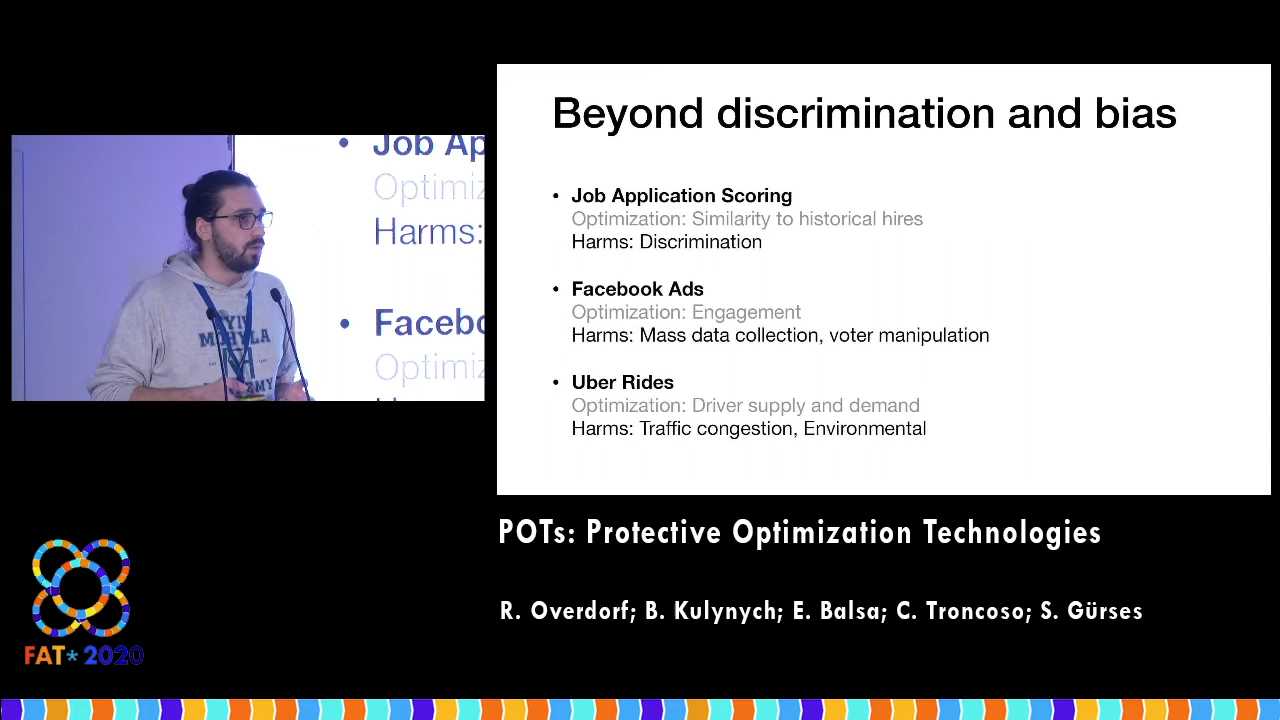 Job Ap
Optimiz
Harms:
Facebo
Optimiz
Beyond discrimination and bias
• Job Application Scoring
Optimization: Similarity to historical hires
Harms: Discrimination
• Facebook Ads
Optimization: Engagement
Harms: Mass data collection, voter manipulation
• Uber Rides
Optimization: Driver supply and demand
Harms: Traffic congestion, Environmental
POTs: Protective Optimization Technologies
R. Overdorf; B. Kulynych; E. Balsa; C. Troncoso; S. Gürses
FAT* 2020